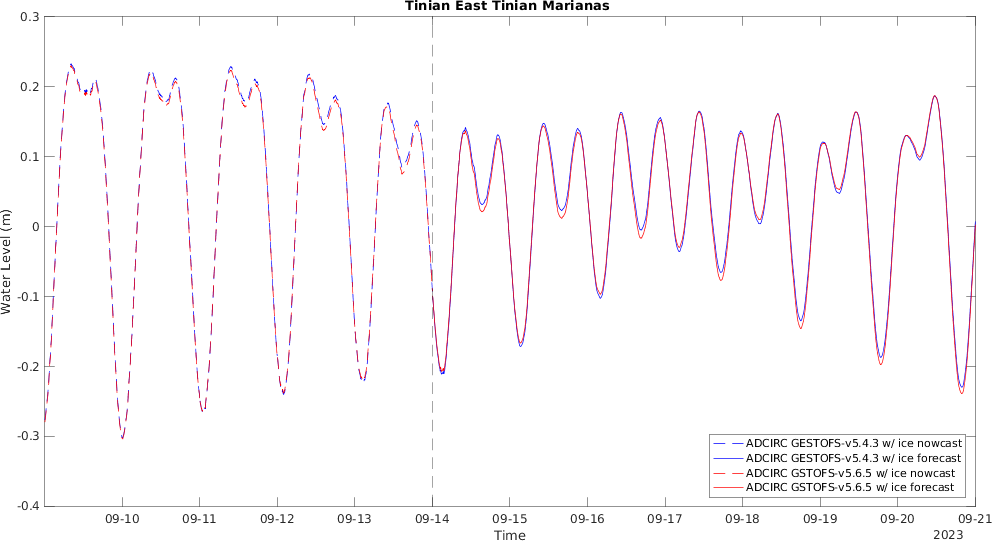 Tinian East Tinian Marianas
0.3
0.2
0.1
0
-0.1
-0.2
-0.3
-0.4
Water Level (m)
09-10 09-11 09-12 09-13 09-14 09-15 09-16 09-17 09-18 09-19 09-20 09-21
Time
2023
ADCIRC GESTOFS-v5.4.3 w/ ice nowcast
ADCIRC GESTOFS-v5.4.3 w/ ice forecast
ADCIRC GSTOFS-v5.6.5 w/ ice nowcast
ADCIRC GSTOFS-v5.6.5 w/ ice forecast